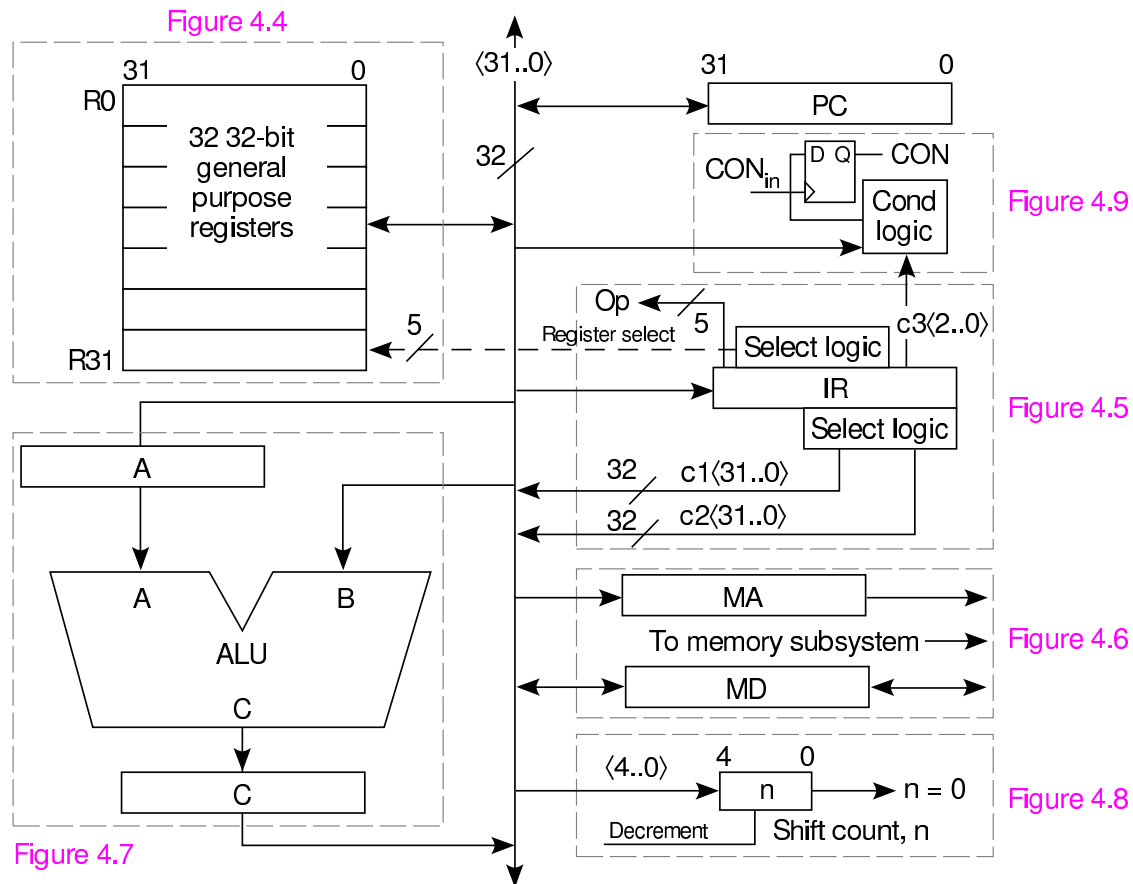 Figure 4.4
31 0
R0
32 32-bit
general
purpose
registers
R31
5
⟨31..0⟩
32
31 0
PC
D Q
CON
CONin
Cond
logic
Figure 4.9
Op
5
Register select
c3⟨2..0⟩
Select logic
IR
Select logic
32 c1⟨31..0⟩
32 c2⟨31..0⟩
Figure 4.5
A
A B
ALU
C
C
Figure 4.7
MA
To memory subsystem
MD
Figure 4.6
⟨4..0⟩
4 0
n
n = 0
Decrement
Shift count, n
Figure 4.8